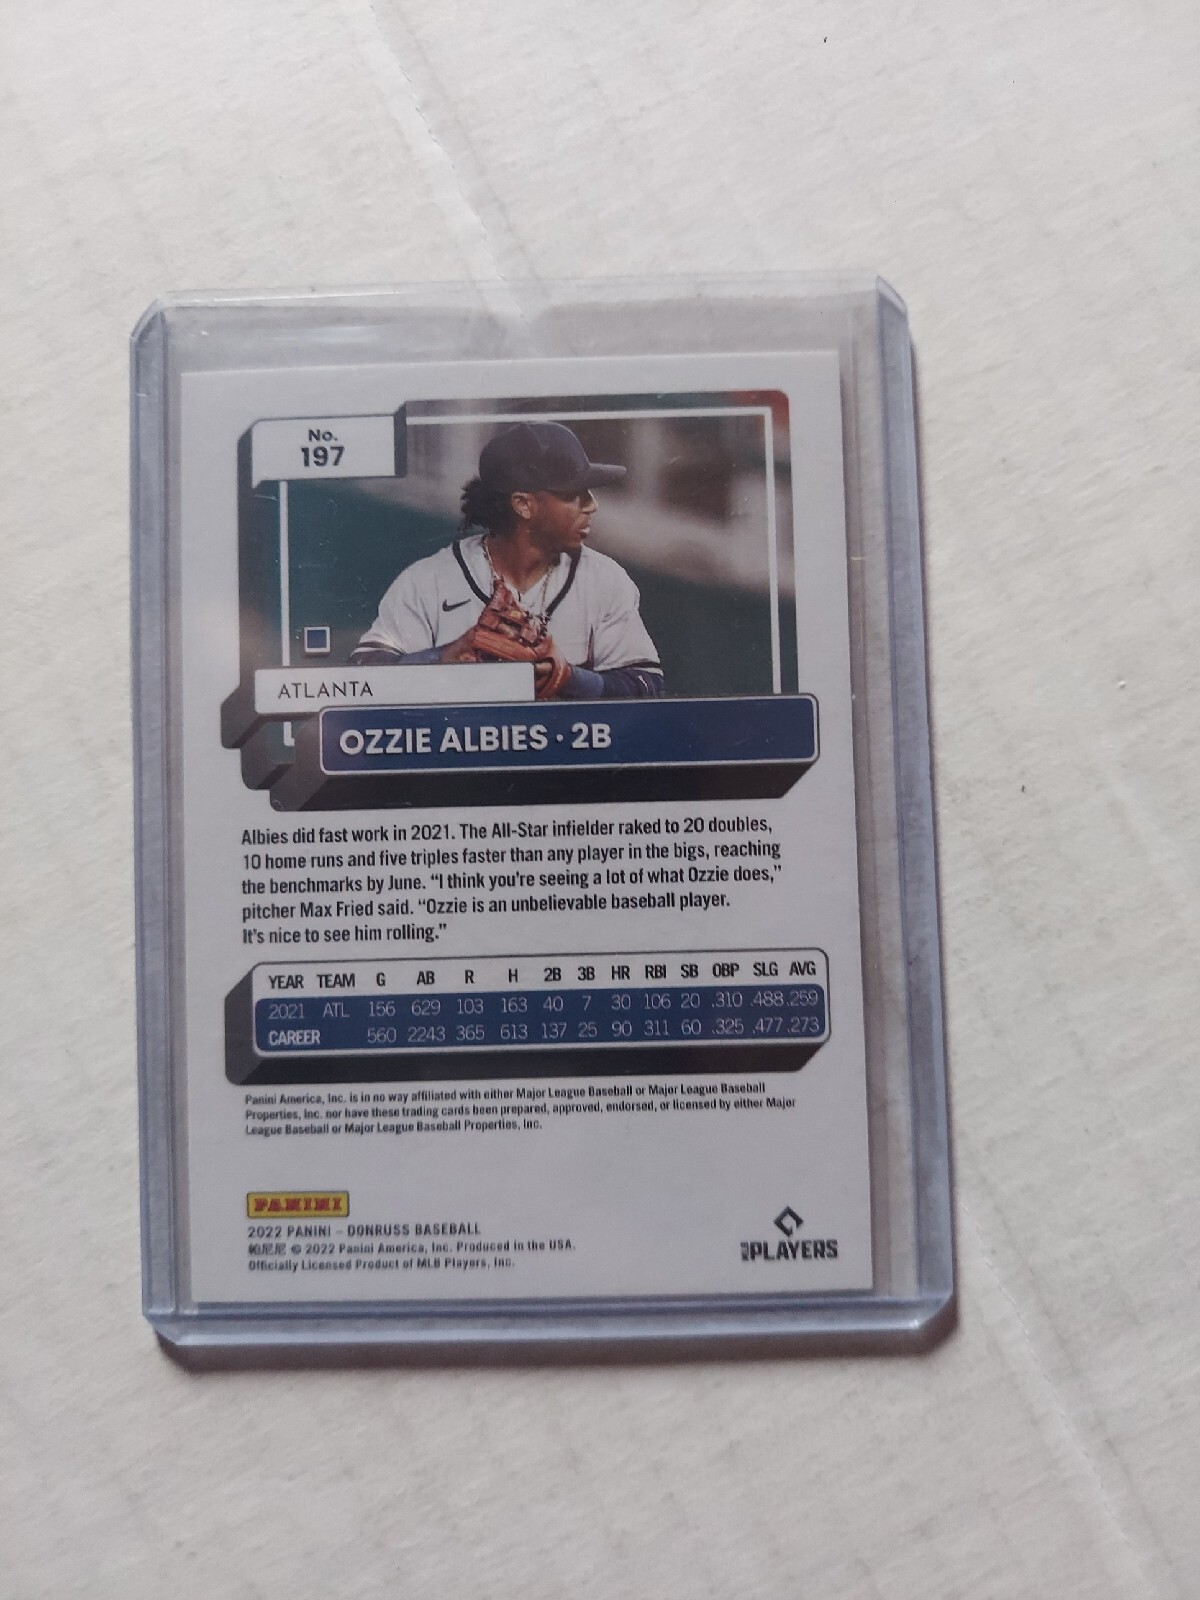 No.
197
ATLANTA
OZZIE ALBIES · 2B
Albies did fast work in 2021. The All-Star infielder raked to 20 doubles,
10 home runs and five triples faster than any player in the bigs, reaching
the benchmarks by June. “I think you're seeing a lot of what Ozzie does,”
pitcher Max Fried said. “Ozzie is an unbelievable baseball player.
It's nice to see him rolling.”
YEAR TEAM G AB R H 2B 3B HR RBI SB OBP SLG AVG
2021 ATL 156 629 103 163 40 7 30 106 20 .310 .488 .259
CAREER 560 2243 365 613 137 25 90 311 60 .325 .477 .273
Panini America, Inc. is in no way affiliated with either Major League Baseball or Major League Baseball
Properties, Inc. nor have these trading cards been prepared, approved, endorsed, or licensed by either Major
League Baseball or Major League Baseball Properties, Inc.
PANINI
2022 PANINI – DONRUSS BASEBALL
帕尼尼 © 2022 Panini America, Inc. Produced in the USA.
Officially Licensed Product of MLB Players, Inc.
PLAYERS